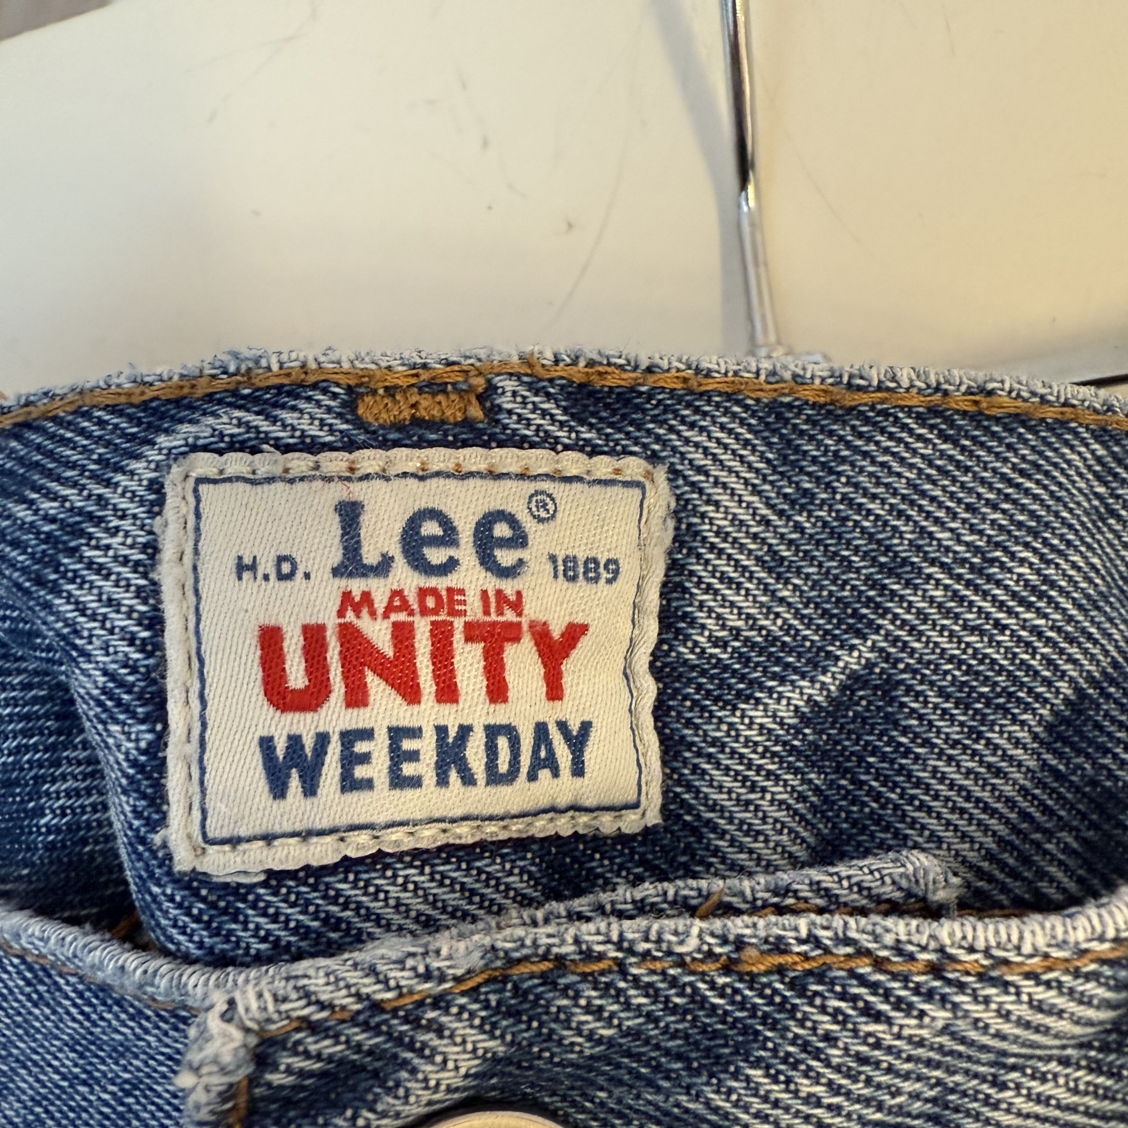 Lee®
H.D. 1889
MADE IN
UNITY
WEEKDAY